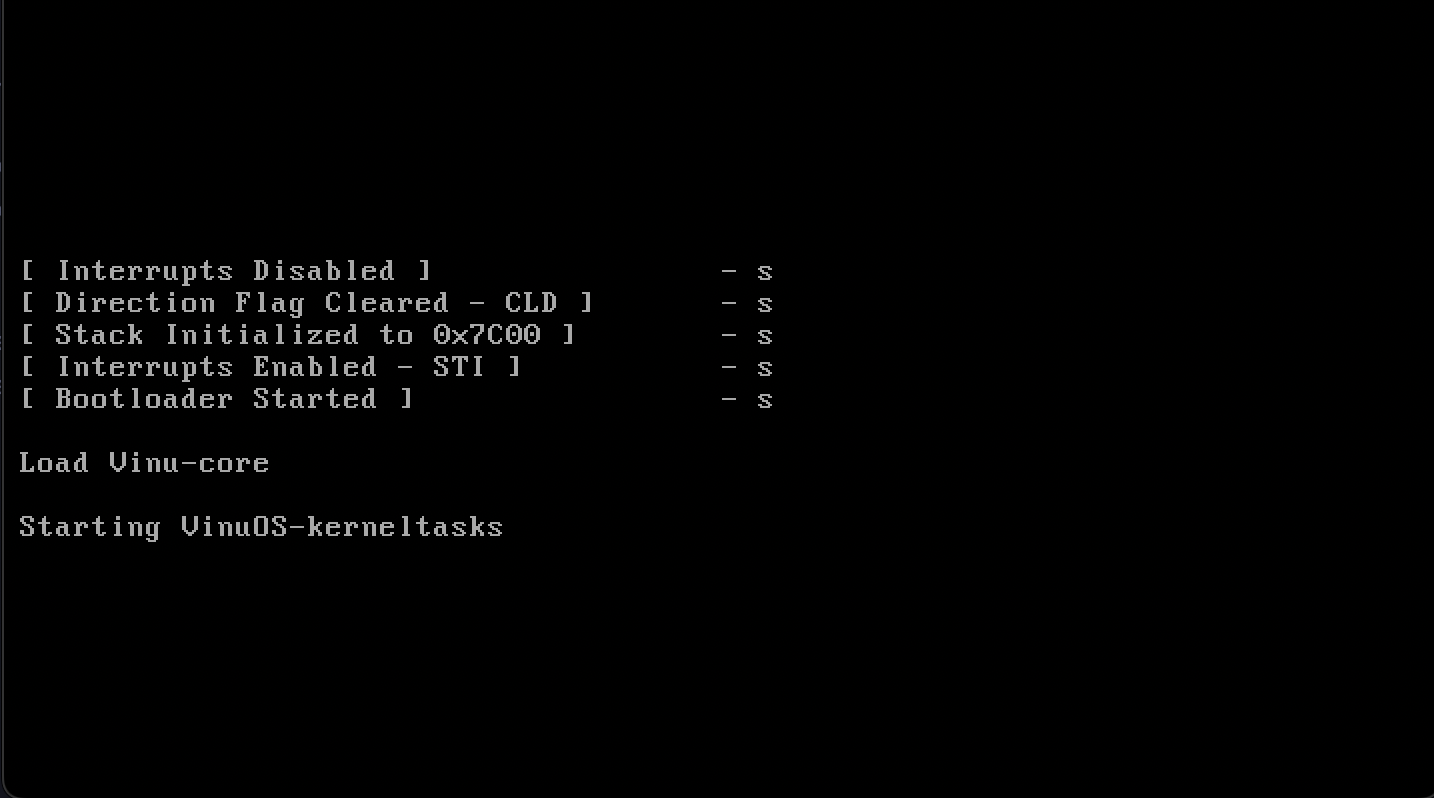 [ Interrupts Disabled ] - s
[ Direction Flag Cleared - CLD ] - s
[ Stack Initialized to 0x7C00 ] - s
[ Interrupts Enabled - STI ] - s
[ Bootloader Started ] - s
Load Vinu-core
Starting VinuOS-kerneltasks